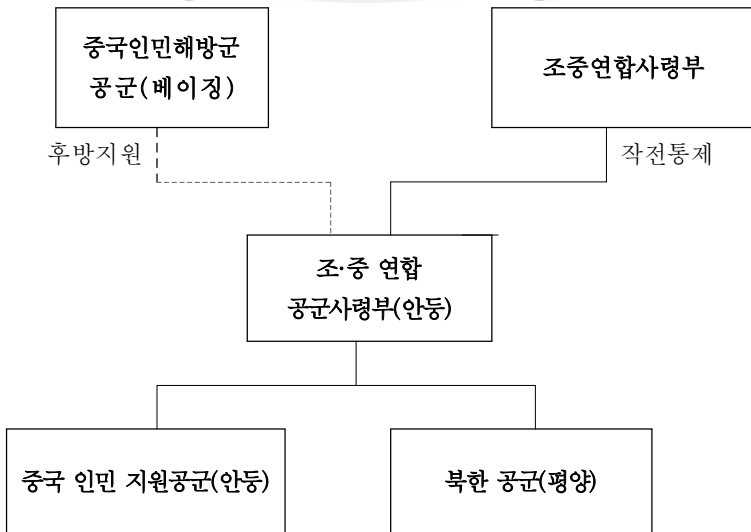 중국인민해방군
공군(베이징)
조중연합사령부
후방지원
작전통제
조·중 연합
공군사령부(안둥)
중국 인민 지원공군(안둥)
북한 공군(평양)